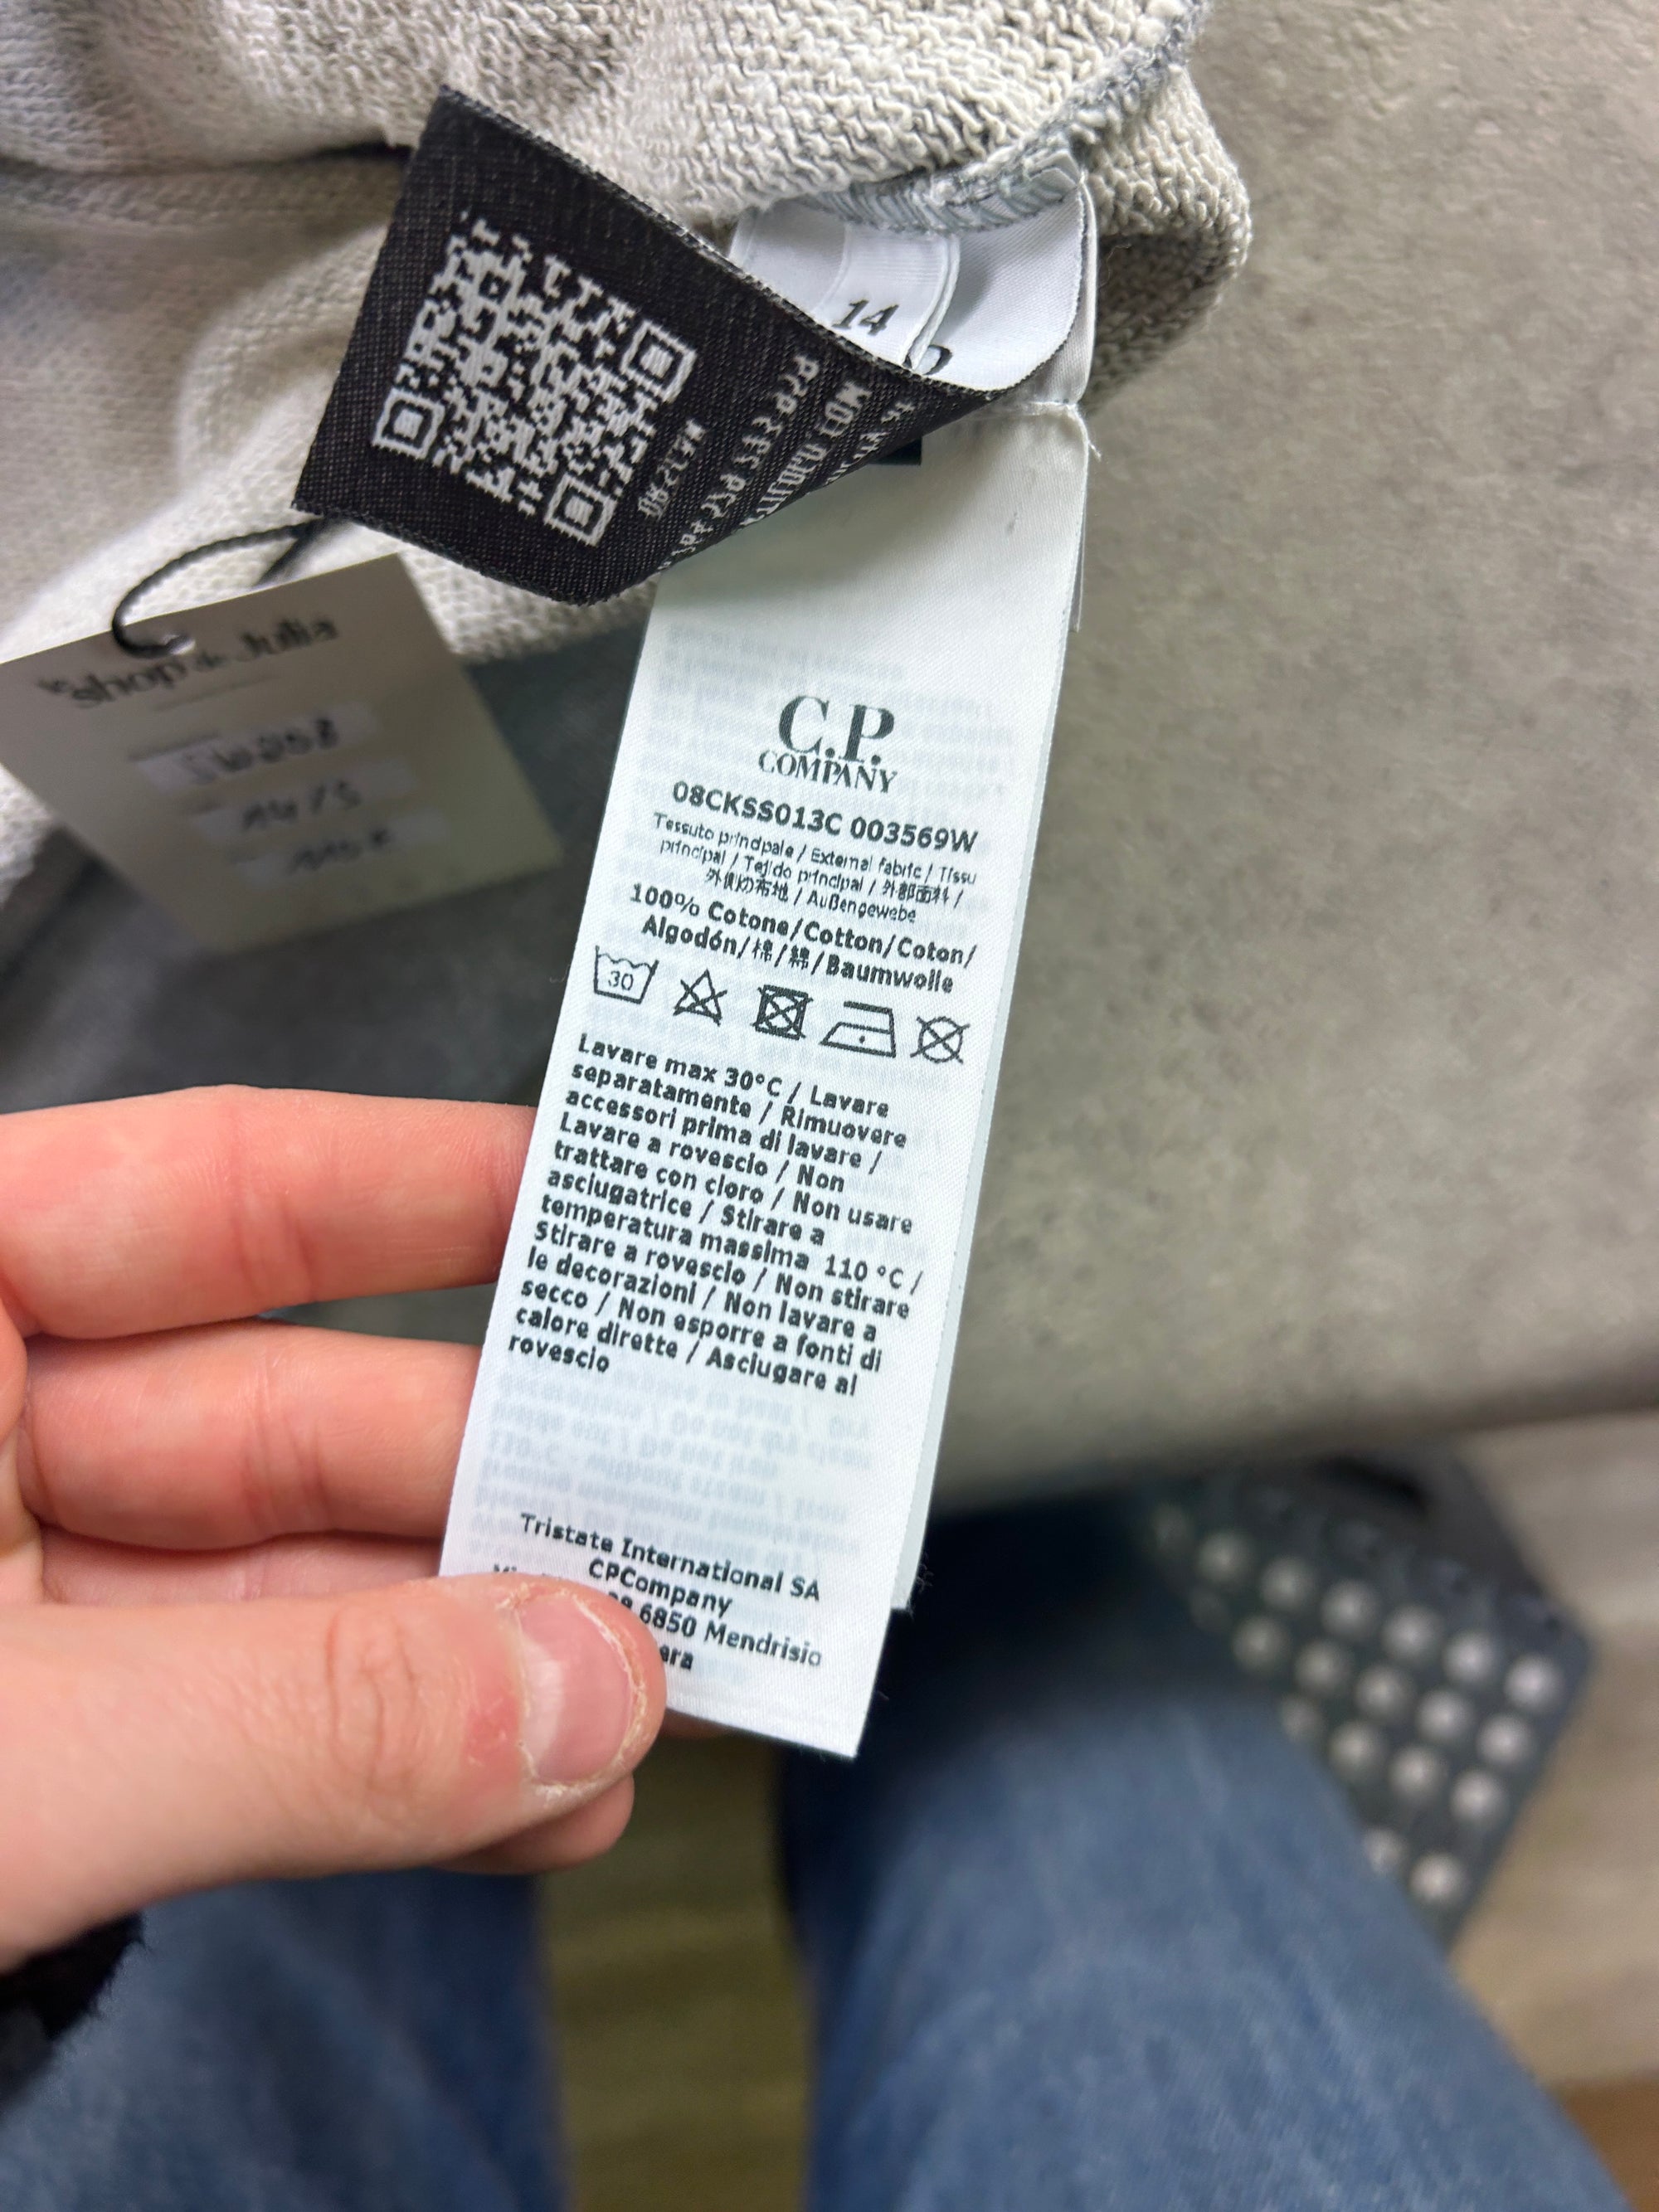 14
le
shop de Julia
C.P.
COMPANY
08CKSS013C 003569W
Tessuto principale / External fabric / Tissu
principal / Tejido principal / 外部面料 /
外側の布地 / Außengewebe
100% Cotone/Cotton/Coton/
Algodón/棉/綿/Baumwolle
30
Lavare max 30°C / Lavare
separatamente / Rimuovere
accessori prima di lavare /
Lavare a rovescio / Non
trattare con cloro / Non usare
asciugatrice / Stirare a
temperatura massima 110 °C /
Stirare a rovescio / Non stirare
le decorazioni / Non lavare a
secco / Non esporre a fonti di
calore dirette / Asciugare al
rovescio
Tristate International SA
CPCompany
6850 Mendrisio